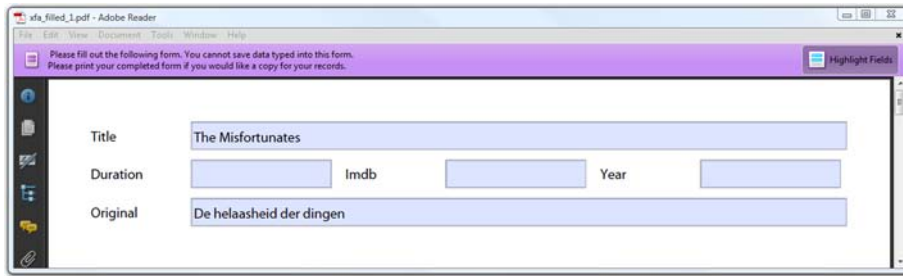 xfa_filled_1.pdf - Adobe Reader
File Edit View Document Tools Window Help
Please fill out the following form. You cannot save data typed into this form.
Please print your completed form if you would like a copy for your records.
Highlight Fields
Title The Misfortunates
Duration Imdb Year
Original De helaasheid der dingen